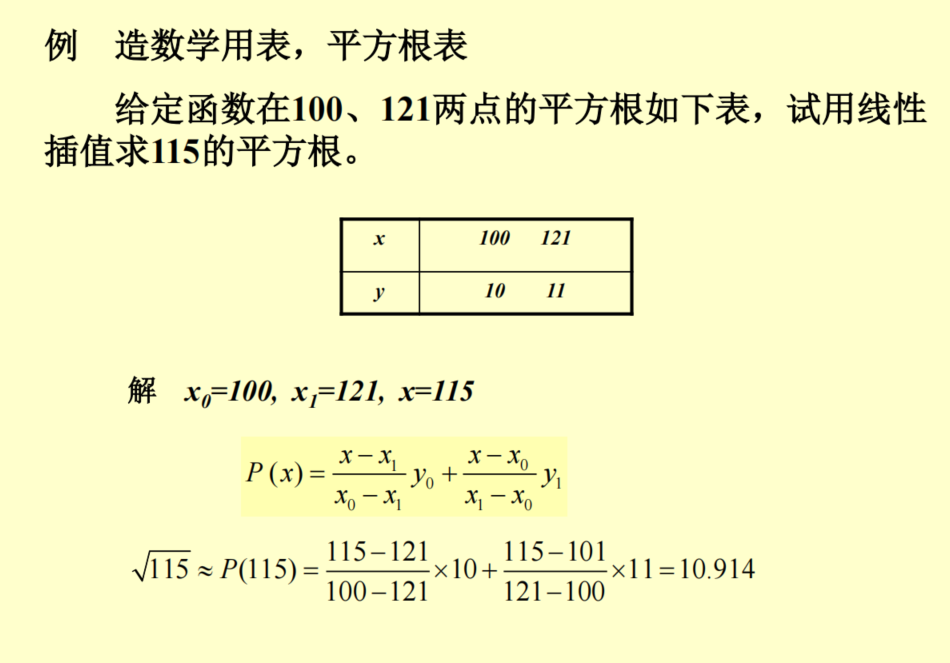 例 造数学用表，平方根表
给定函数在100、121两点的平方根如下表，试用线性
插值求115的平方根。
x 100 121
y 10 11
解 x₀=100, x₁=121, x=115
P(x) = (x − x₁)/(x₀ − x₁) y₀ + (x − x₀)/(x₁ − x₀) y₁
√115 ≈ P(115) = (115−121)/(100−121) ×10 + (115−101)/(121−100) ×11 = 10.914